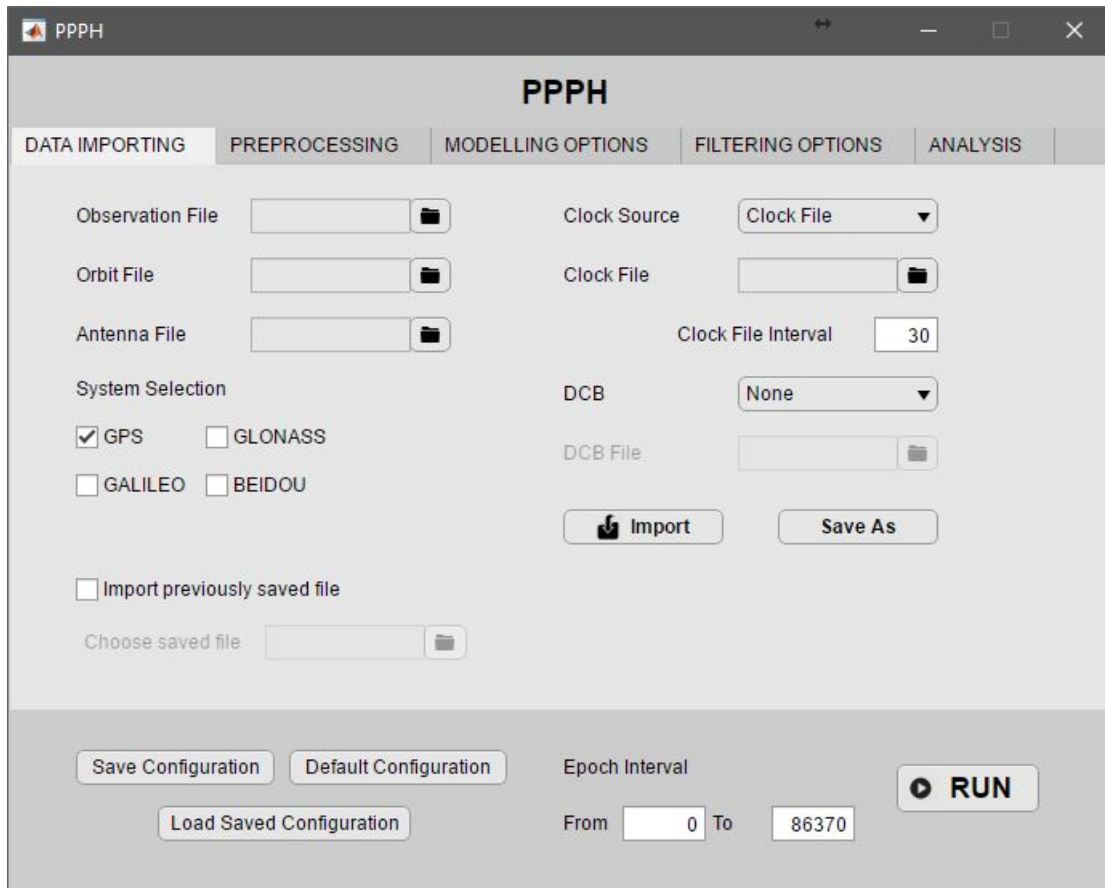 PPPH
PPPH
DATA IMPORTING PREPROCESSING MODELLING OPTIONS FILTERING OPTIONS ANALYSIS
Observation File Clock Source Clock File
Orbit File Clock File
Antenna File Clock File Interval 30
System Selection DCB None
GPS GLONASS
DCB File
GALILEO BEIDOU
Import Save As
Import previously saved file
Choose saved file
Save Configuration Default Configuration Epoch Interval
RUN
Load Saved Configuration From 0 To 86370